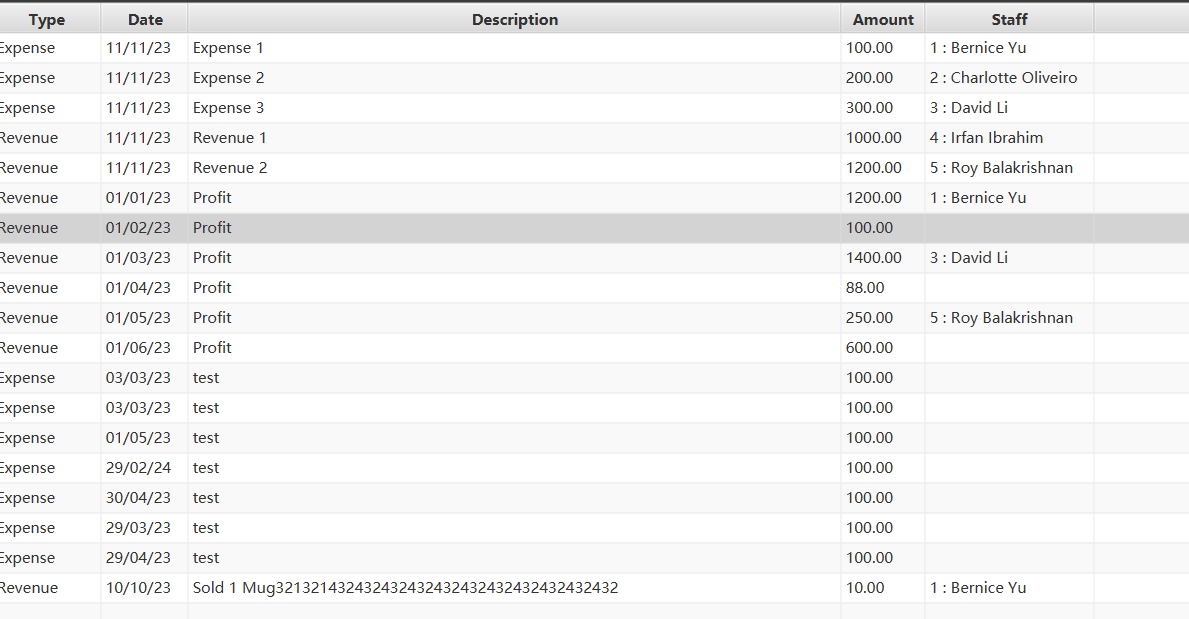 Type Date Description Amount Staff
Expense 11/11/23 Expense 1 100.00 1 : Bernice Yu
Expense 11/11/23 Expense 2 200.00 2 : Charlotte Oliveiro
Expense 11/11/23 Expense 3 300.00 3 : David Li
Revenue 11/11/23 Revenue 1 1000.00 4 : Irfan Ibrahim
Revenue 11/11/23 Revenue 2 1200.00 5 : Roy Balakrishnan
Revenue 01/01/23 Profit 1200.00 1 : Bernice Yu
Revenue 01/02/23 Profit 100.00
Revenue 01/03/23 Profit 1400.00 3 : David Li
Revenue 01/04/23 Profit 88.00
Revenue 01/05/23 Profit 250.00 5 : Roy Balakrishnan
Revenue 01/06/23 Profit 600.00
Expense 03/03/23 test 100.00
Expense 03/03/23 test 100.00
Expense 01/05/23 test 100.00
Expense 29/02/24 test 100.00
Expense 30/04/23 test 100.00
Expense 29/03/23 test 100.00
Expense 29/04/23 test 100.00
Revenue 10/10/23 Sold 1 Mug3213214324324324324324324324324432432 10.00 1 : Bernice Yu